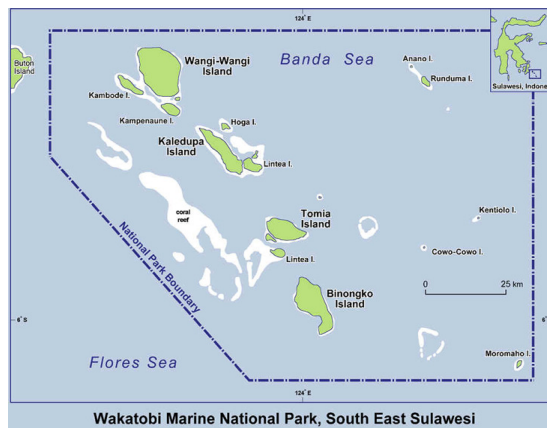 124° E
Buton
Island
Wangi-Wangi
Island
Banda Sea
Anano I.
Runduma I.
Sulawesi, Indone
Kambode I.
Kampenaune I.
Hoga I.
Kaledupa
Island
Lintea I.
coral
reef
Tomia
Island
Kentiolo I.
Lintea I.
Cowo-Cowo I.
National Park Boundary
Binongko
Island
0 25 km
6° S
6° S
Flores Sea
Moromaho I.
124° E
Wakatobi Marine National Park, South East Sulawesi